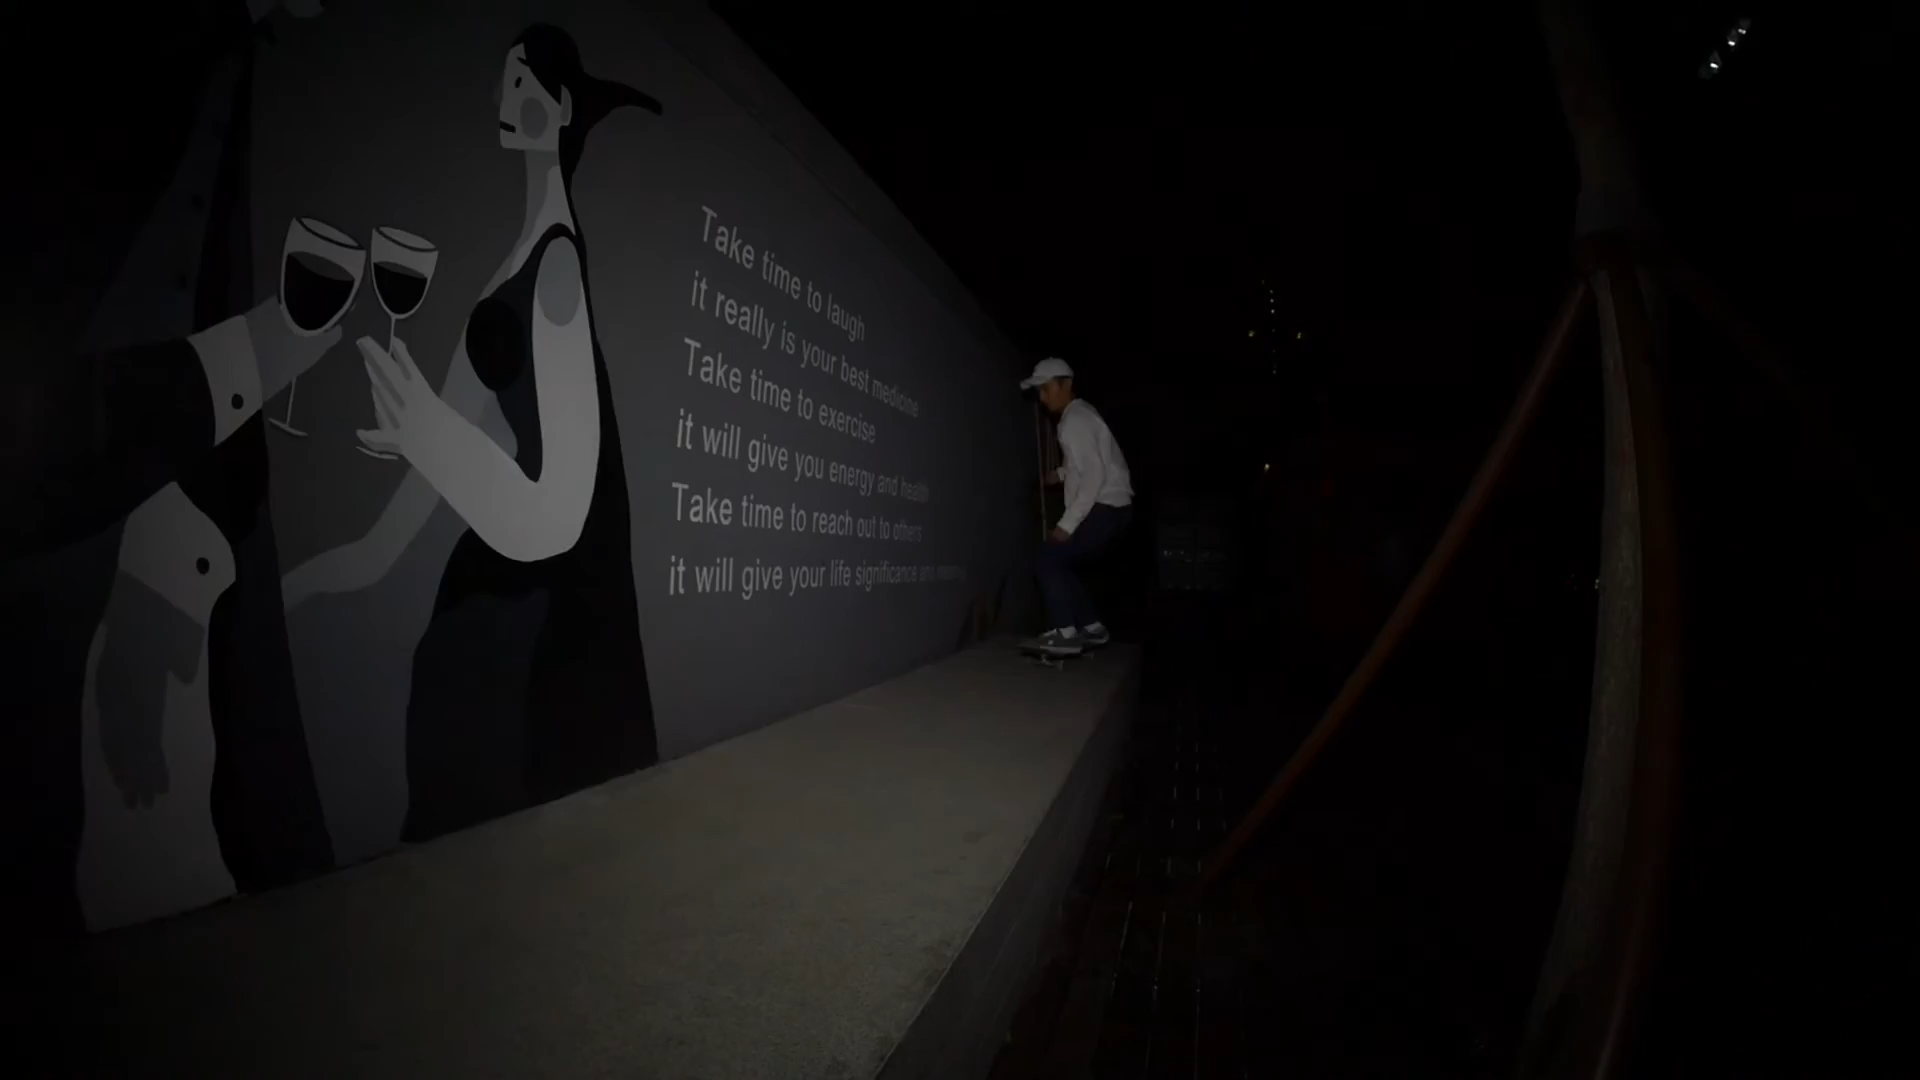 Take time to laugh
it really is your best medicine
Take time to exercise
it will give you energy and health
Take time to reach out to others
it will give your life significance and